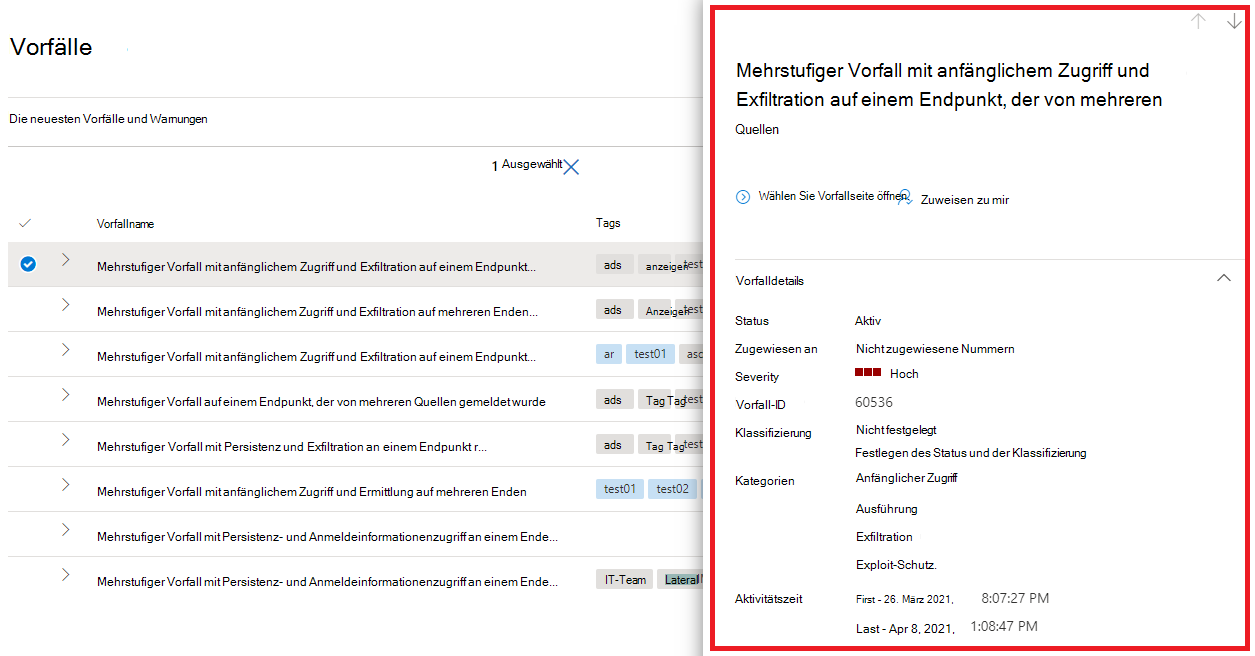 Vorfälle
Die neuesten Vorfälle und Warnungen
1 Ausgewählt
Vorfallname Tags
Mehrstufiger Vorfall mit anfänglichem Zugriff und Exfiltration auf einem Endpunkt... ads anzeigen test
Mehrstufiger Vorfall mit anfänglichem Zugriff und Exfiltration auf mehreren Enden... ads Anzeigen test
Mehrstufiger Vorfall mit anfänglichem Zugriff und Exfiltration auf einem Endpunkt... ar test01 asc
Mehrstufiger Vorfall auf einem Endpunkt, der von mehreren Quellen gemeldet wurde ads Tag Tag test
Mehrstufiger Vorfall mit Persistenz und Exfiltration an einem Endpunkt r... ads Tag Tag test
Mehrstufiger Vorfall mit anfänglichem Zugriff und Ermittlung auf mehreren Enden test01 test02
Mehrstufiger Vorfall mit Persistenz- und Anmeldeinformationenzugriff an einem Ende...
Mehrstufiger Vorfall mit Persistenz- und Anmeldeinformationenzugriff an einem Ende... IT-Team Lateral
Mehrstufiger Vorfall mit anfänglichem Zugriff und
Exfiltration auf einem Endpunkt, der von mehreren
Quellen
Wählen Sie Vorfallseite öffnen Zuweisen zu mir
Vorfalldetails
Status Aktiv
Zugewiesen an Nicht zugewiesene Nummern
Severity Hoch
Vorfall-ID 60536
Klassifizierung Nicht festgelegt
Festlegen des Status und der Klassifizierung
Kategorien Anfänglicher Zugriff
Ausführung
Exfiltration
Exploit-Schutz.
Aktivitätszeit First - 26. März 2021, 8:07:27 PM
Last - Apr 8, 2021, 1:08:47 PM